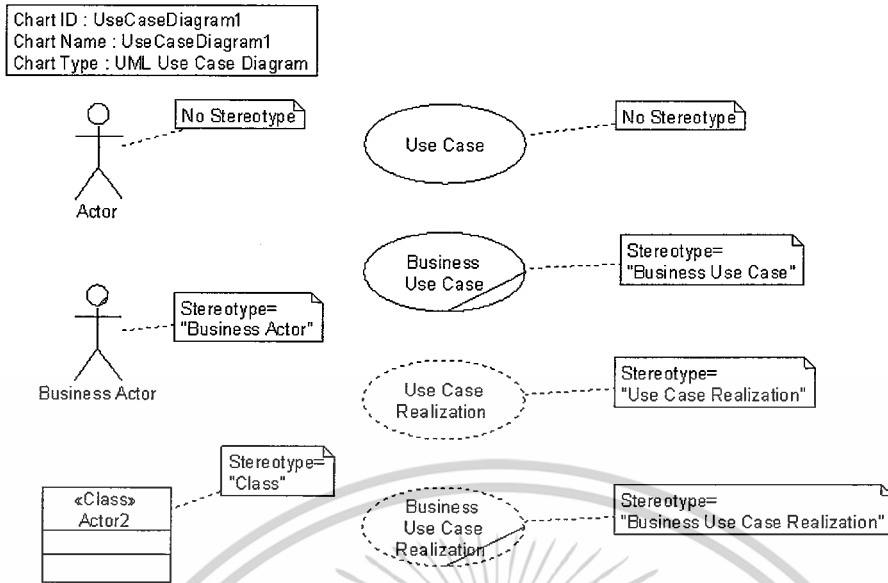 Chart ID : UseCaseDiagram1
Chart Name : UseCaseDiagram1
Chart Type : UML Use Case Diagram
No Stereotype
Actor
Use Case
No Stereotype
Business
Use Case
Stereotype=
"Business Use Case"
Stereotype=
"Business Actor"
Business Actor
Use Case
Realization
Stereotype=
"Use Case Realization"
Stereotype=
"Class"
«Class»
Actor2
Business
Use Case
Realization
Stereotype=
"Business Use Case Realization"